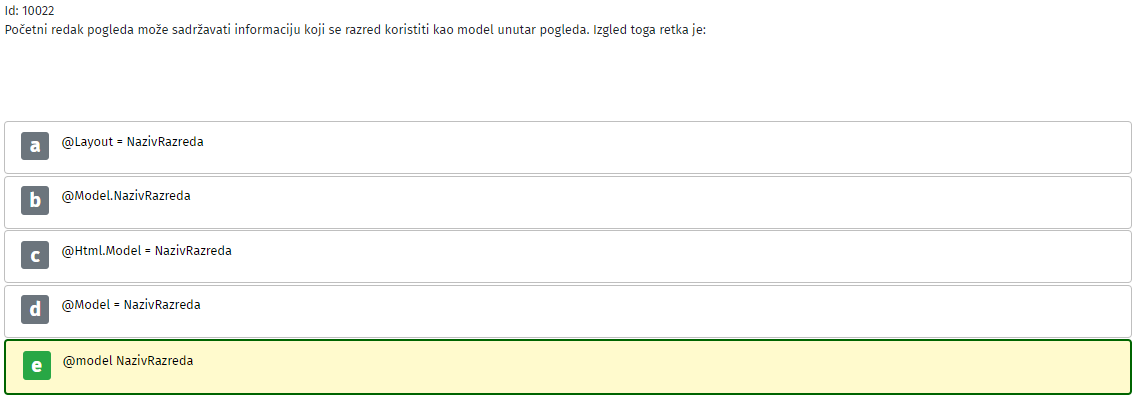 Id: 10022
Početni redak pogleda može sadržavati informaciju koji se razred koristiti kao model unutar pogleda. Izgled toga retka je:
a @Layout = NazivRazreda
b @Model.NazivRazreda
c @Html.Model = NazivRazreda
d @Model = NazivRazreda
e @model NazivRazreda